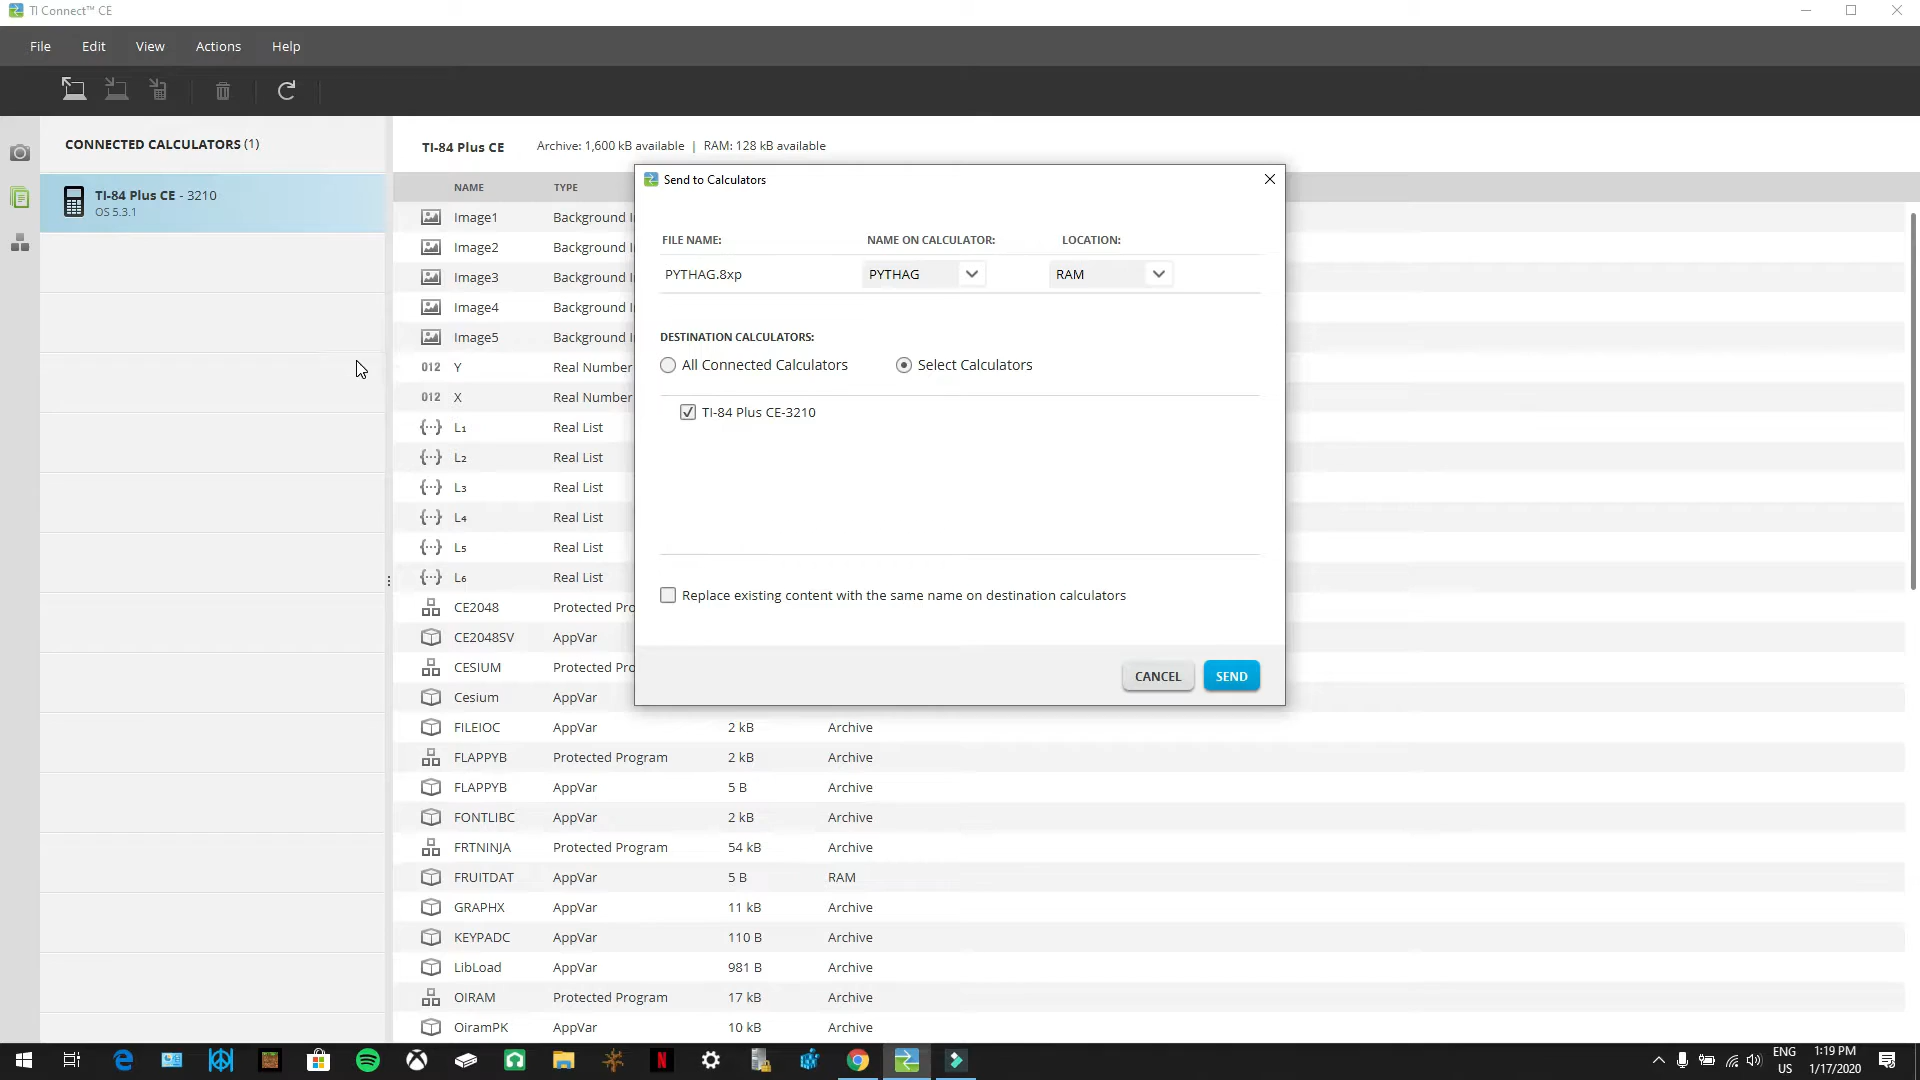 TI Connect™ CE
File Edit View Actions Help
CONNECTED CALCULATORS (1)
TI-84 Plus CE - 3210
OS 5.3.1
TI-84 Plus CE Archive: 1,600 kB available | RAM: 128 kB available
NAME TYPE
Image1 Background I
Image2 Background I
Image3 Background I
Image4 Background I
Image5 Background I
012 Y Real Number
012 X Real Number
L₁ Real List
L₂ Real List
L₃ Real List
L₄ Real List
L₅ Real List
L₆ Real List
CE2048 Protected Pro
CE2048SV AppVar
CESIUM Protected Pro
Cesium AppVar
FILEIOC AppVar 2 kB Archive
FLAPPYB Protected Program 2 kB Archive
FLAPPYB AppVar 5 B Archive
FONTLIBC AppVar 2 kB Archive
FRTNINJA Protected Program 54 kB Archive
FRUITDAT AppVar 5 B RAM
GRAPHX AppVar 11 kB Archive
KEYPADC AppVar 110 B Archive
LibLoad AppVar 981 B Archive
OIRAM Protected Program 17 kB Archive
OiramPK AppVar 10 kB Archive
Send to Calculators
FILE NAME: NAME ON CALCULATOR: LOCATION:
PYTHAG.8xp PYTHAG RAM
DESTINATION CALCULATORS:
All Connected Calculators Select Calculators
TI-84 Plus CE-3210
Replace existing content with the same name on destination calculators
CANCEL SEND
ENG
US
1:19 PM
1/17/2020